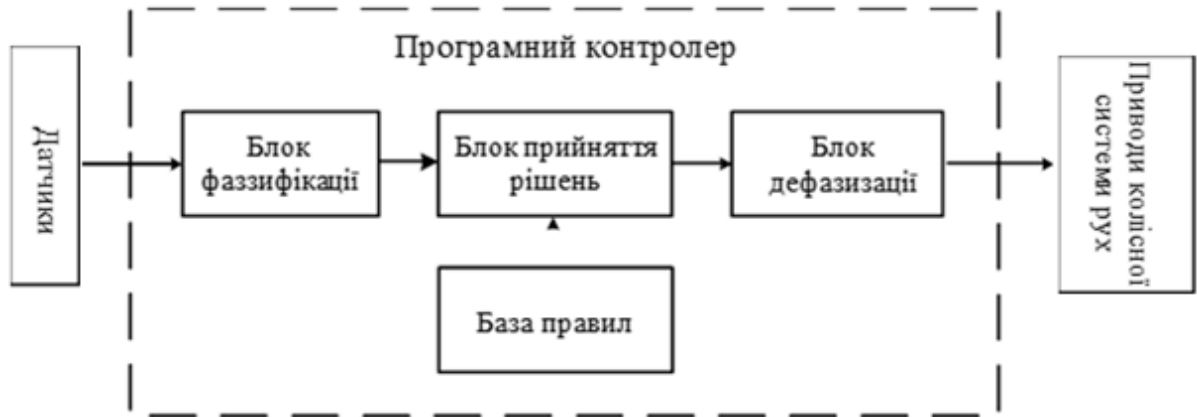 Програмний контролер
Датчики
Блок
фаззифікації
Блок прийняття
рішень
Блок
дефазизації
Приводи колісної
системи рух
База правил